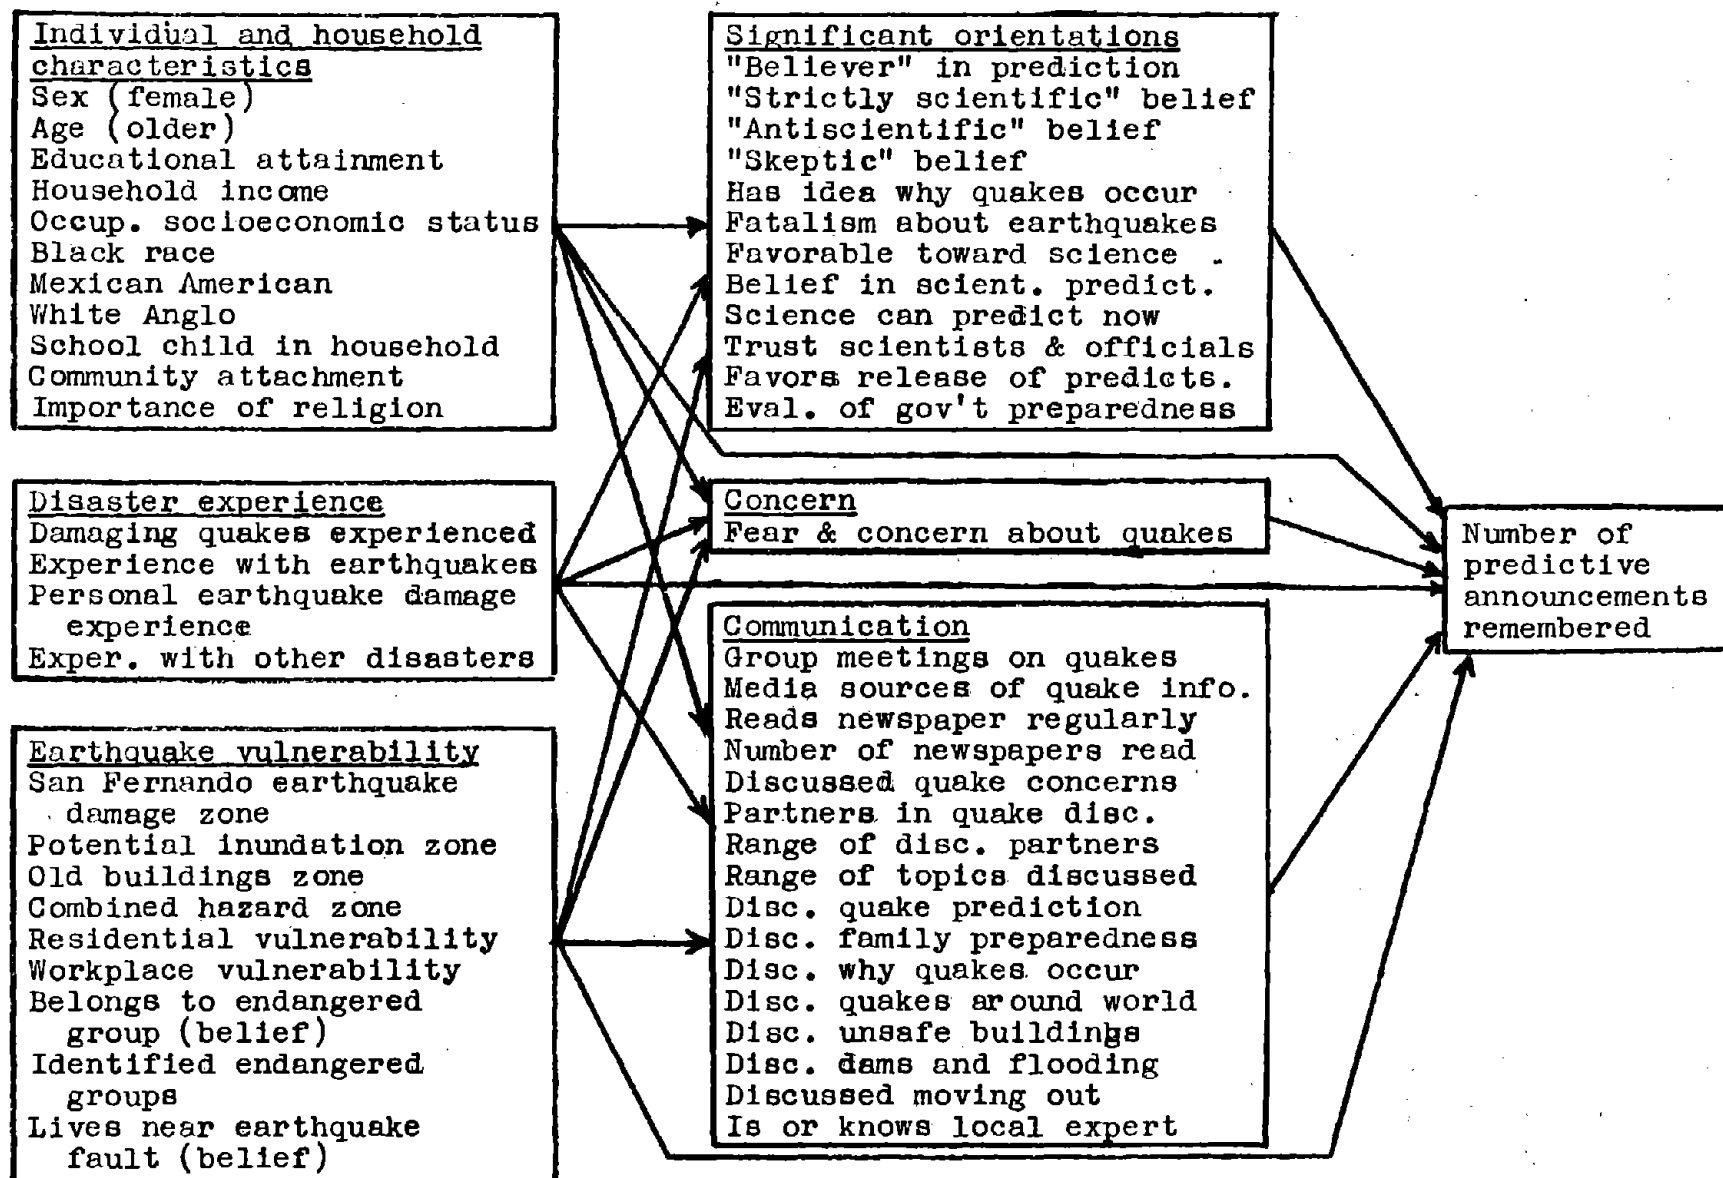 Individual and household
characteristics
Sex (female)
Age (older)
Educational attainment
Household income
Occup. socioeconomic status
Black race
Mexican American
White Anglo
School child in household
Community attachment
Importance of religion
Disaster experience
Damaging quakes experienced
Experience with earthquakes
Personal earthquake damage
experience
Exper. with other disasters
Earthquake vulnerability
San Fernando earthquake
damage zone
Potential inundation zone
Old buildings zone
Combined hazard zone
Residential vulnerability
Workplace vulnerability
Belongs to endangered
group (belief)
Identified endangered
groups
Lives near earthquake
fault (belief)
Significant orientations
"Believer" in prediction
"Strictly scientific" belief
"Antiscientific" belief
"Skeptic" belief
Has idea why quakes occur
Fatalism about earthquakes
Favorable toward science
Belief in scient. predict.
Science can predict now
Trust scientists & officials
Favors release of predicts.
Eval. of gov't preparedness
Concern
Fear & concern about quakes
Communication
Group meetings on quakes
Media sources of quake info.
Reads newspaper regularly
Number of newspapers read
Discussed quake concerns
Partners in quake disc.
Range of disc. partners
Range of topics discussed
Disc. quake prediction
Disc. family preparedness
Disc. why quakes occur
Disc. quakes around world
Disc. unsafe buildings
Disc. dams and flooding
Discussed moving out
Is or knows local expert
Number of
predictive
announcements
remembered